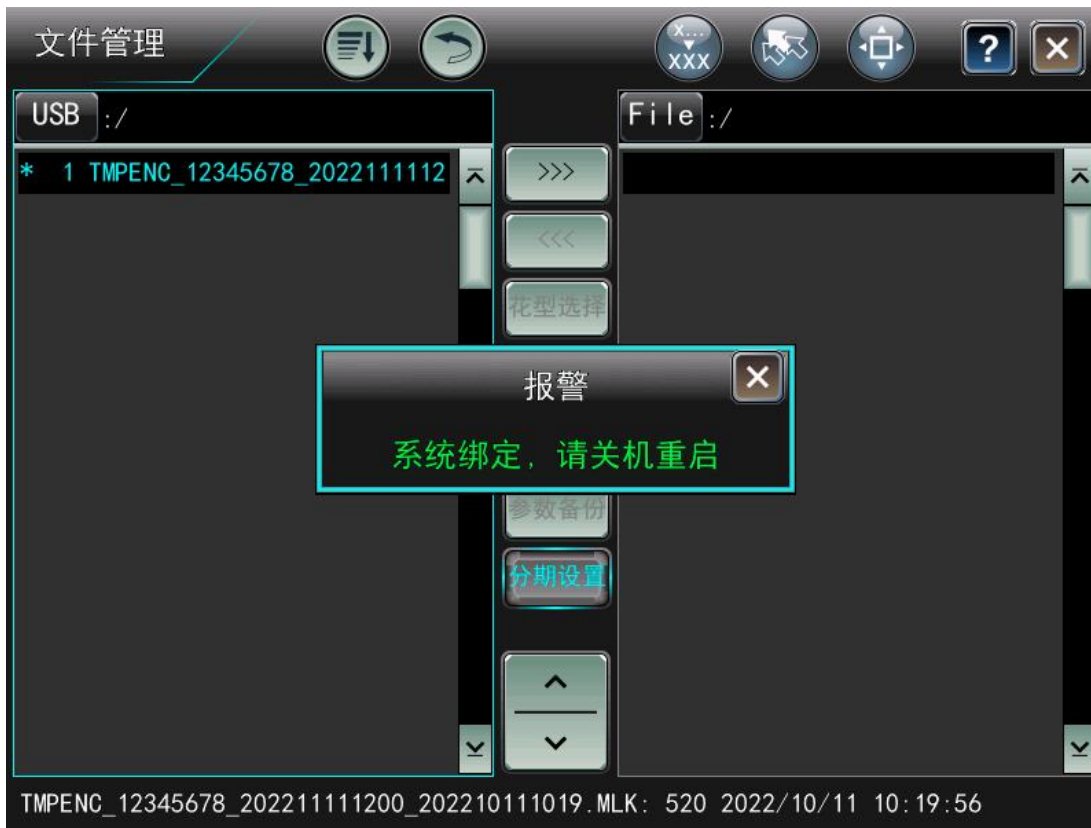 文件管理
X...
XXX
?
USB :/
File :/
* 1 TMPENC_12345678_2022111112
>>>
<<<
花型选择
报警
系统绑定, 请关机重启
参数备份
分期设置
TMPENC_12345678_202211111200_202210111019.MLK: 520 2022/10/11 10:19:56